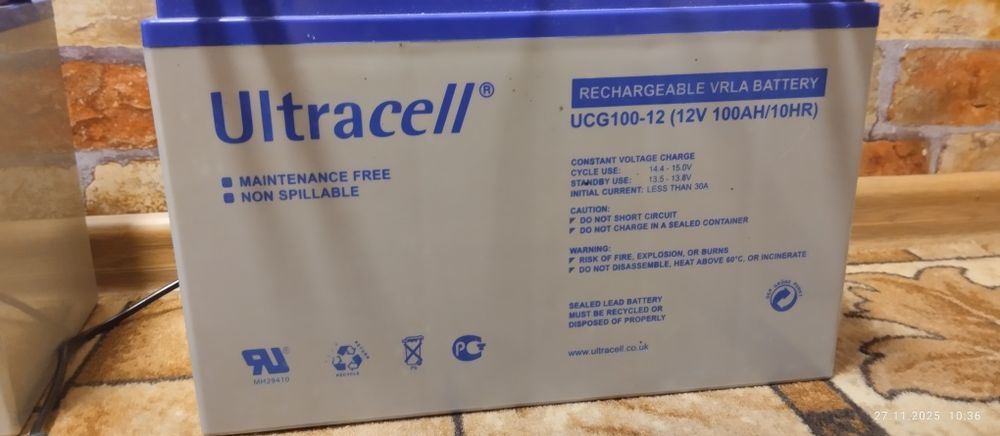 Ultracell®
MAINTENANCE FREE
NON SPILLABLE
RECHARGEABLE VRLA BATTERY
UCG100-12 (12V 100AH/10HR)
CONSTANT VOLTAGE CHARGE
CYCLE USE: 14.4 - 15.0V
STANDBY USE: 13.5 - 13.8V
INITIAL CURRENT: LESS THAN 30A
CAUTION:
DO NOT SHORT CIRCUIT
DO NOT CHARGE IN A SEALED CONTAINER
WARNING:
RISK OF FIRE, EXPLOSION, OR BURNS
DO NOT DISASSEMBLE, HEAT ABOVE 60°C, OR INCINERATE
SEALED LEAD BATTERY
MUST BE RECYCLED OR
DISPOSED OF PROPERLY
www.ultracell.co.uk
MH29410
RECYCLE
Pb
27.11.2025 10:36